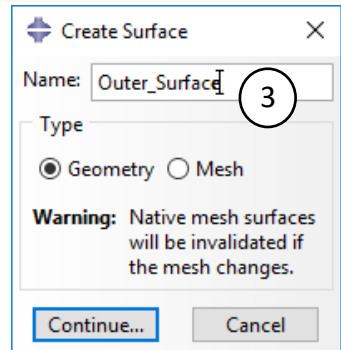 Create Surface
Name: Outer_Surface
3
Type
Geometry Mesh
Warning: Native mesh surfaces
will be invalidated if
the mesh changes.
Continue... Cancel